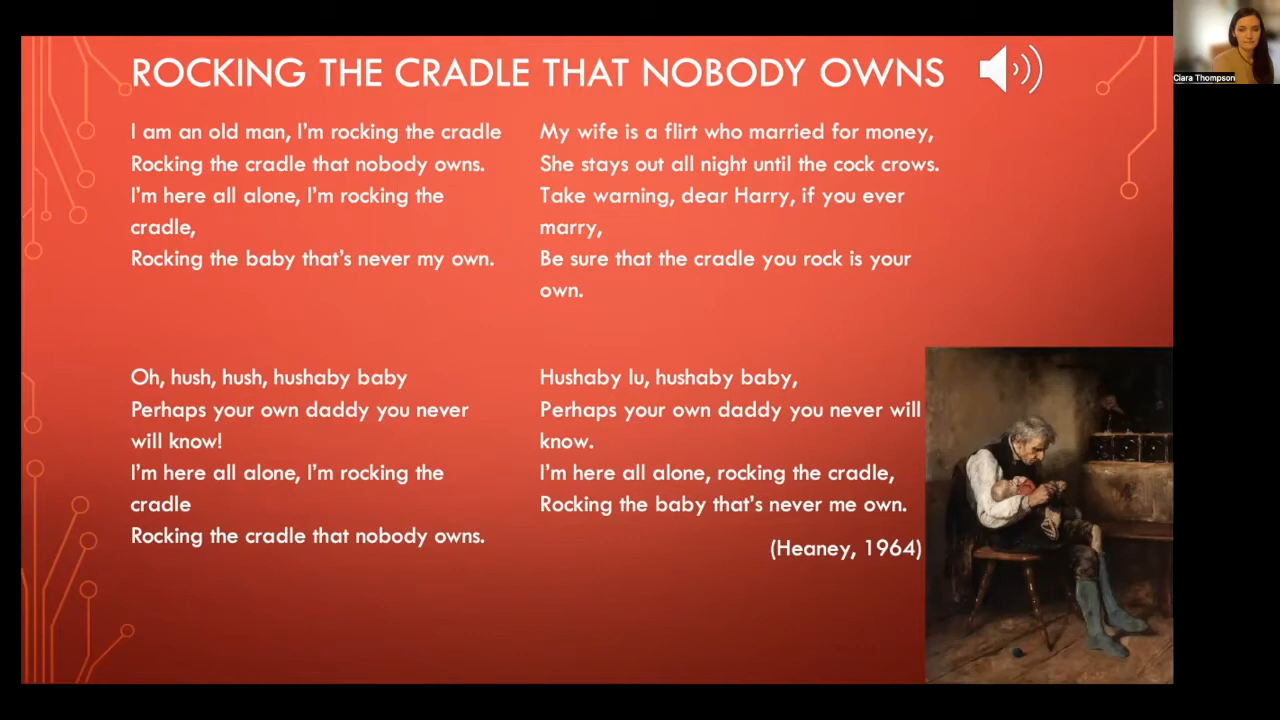 ROCKING THE CRADLE THAT NOBODY OWNS
I am an old man, I'm rocking the cradle
Rocking the cradle that nobody owns.
I'm here all alone, I'm rocking the
cradle,
Rocking the baby that's never my own.
Oh, hush, hush, hushaby baby
Perhaps your own daddy you never
will know!
I'm here all alone, I'm rocking the
cradle
Rocking the cradle that nobody owns.
My wife is a flirt who married for money,
She stays out all night until the cock crows.
Take warning, dear Harry, if you ever
marry,
Be sure that the cradle you rock is your
own.
Hushaby lu, hushaby baby,
Perhaps your own daddy you never will
know.
I'm here all alone, rocking the cradle,
Rocking the baby that's never me own.
(Heaney, 1964)
Ciara Thompson